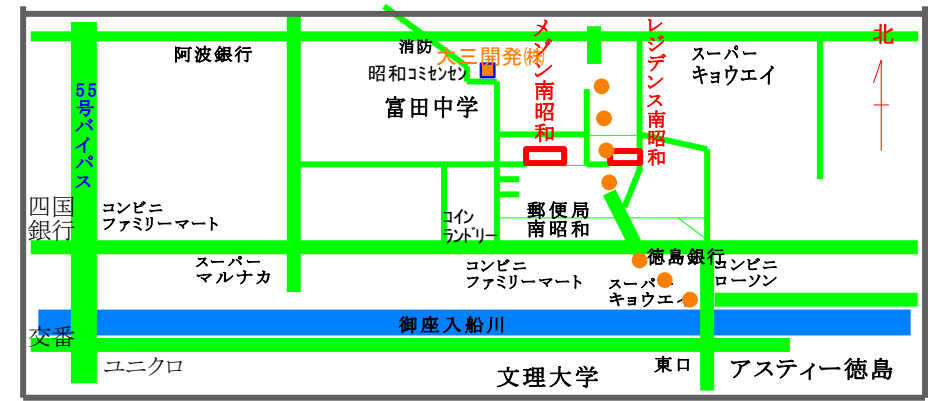 消防
大三開発㈱
昭和コミセンセン
富田中学
阿波銀行
メゾン南昭和
レジデンス南昭和
スーパー
キョウエイ
北
55号バイパス
四国
銀行
コンビニ
ファミリーマート
コイン
ランドリー
郵便局
南昭和
スーパー
マルナカ
コンビニ
ファミリーマート
徳島銀行
コンビニ
ローソン
スーパー
キョウエイ
御座入船川
交番
ユニクロ
文理大学
東口
アスティー徳島